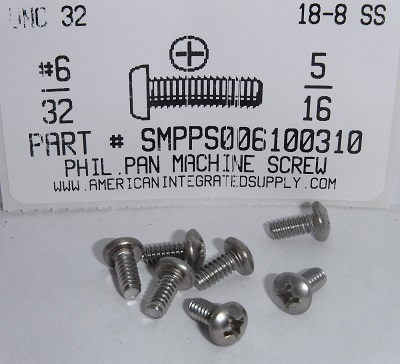 UNC 32 18-8 SS
#6 5
32 16
PART # SMPPS006100310
PHIL.PAN MACHINE SCREW
WWW.AMERICANINTEGRATEDSUPPLY.COM